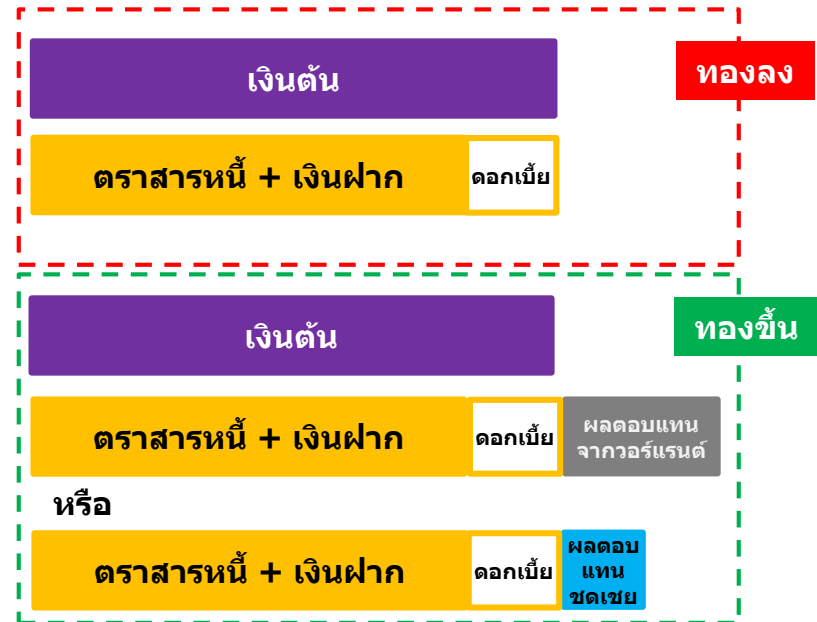 เงินต้น
ทองลง
ตราสารหนี้ + เงินฝาก
ดอกเบี้ย
เงินต้น
ทองขึ้น
ตราสารหนี้ + เงินฝาก
ดอกเบี้ย
ผลตอบแทน
จากวอร์แรนต์
หรือ
ตราสารหนี้ + เงินฝาก
ดอกเบี้ย
ผลตอบ
แทน
ชดเชย